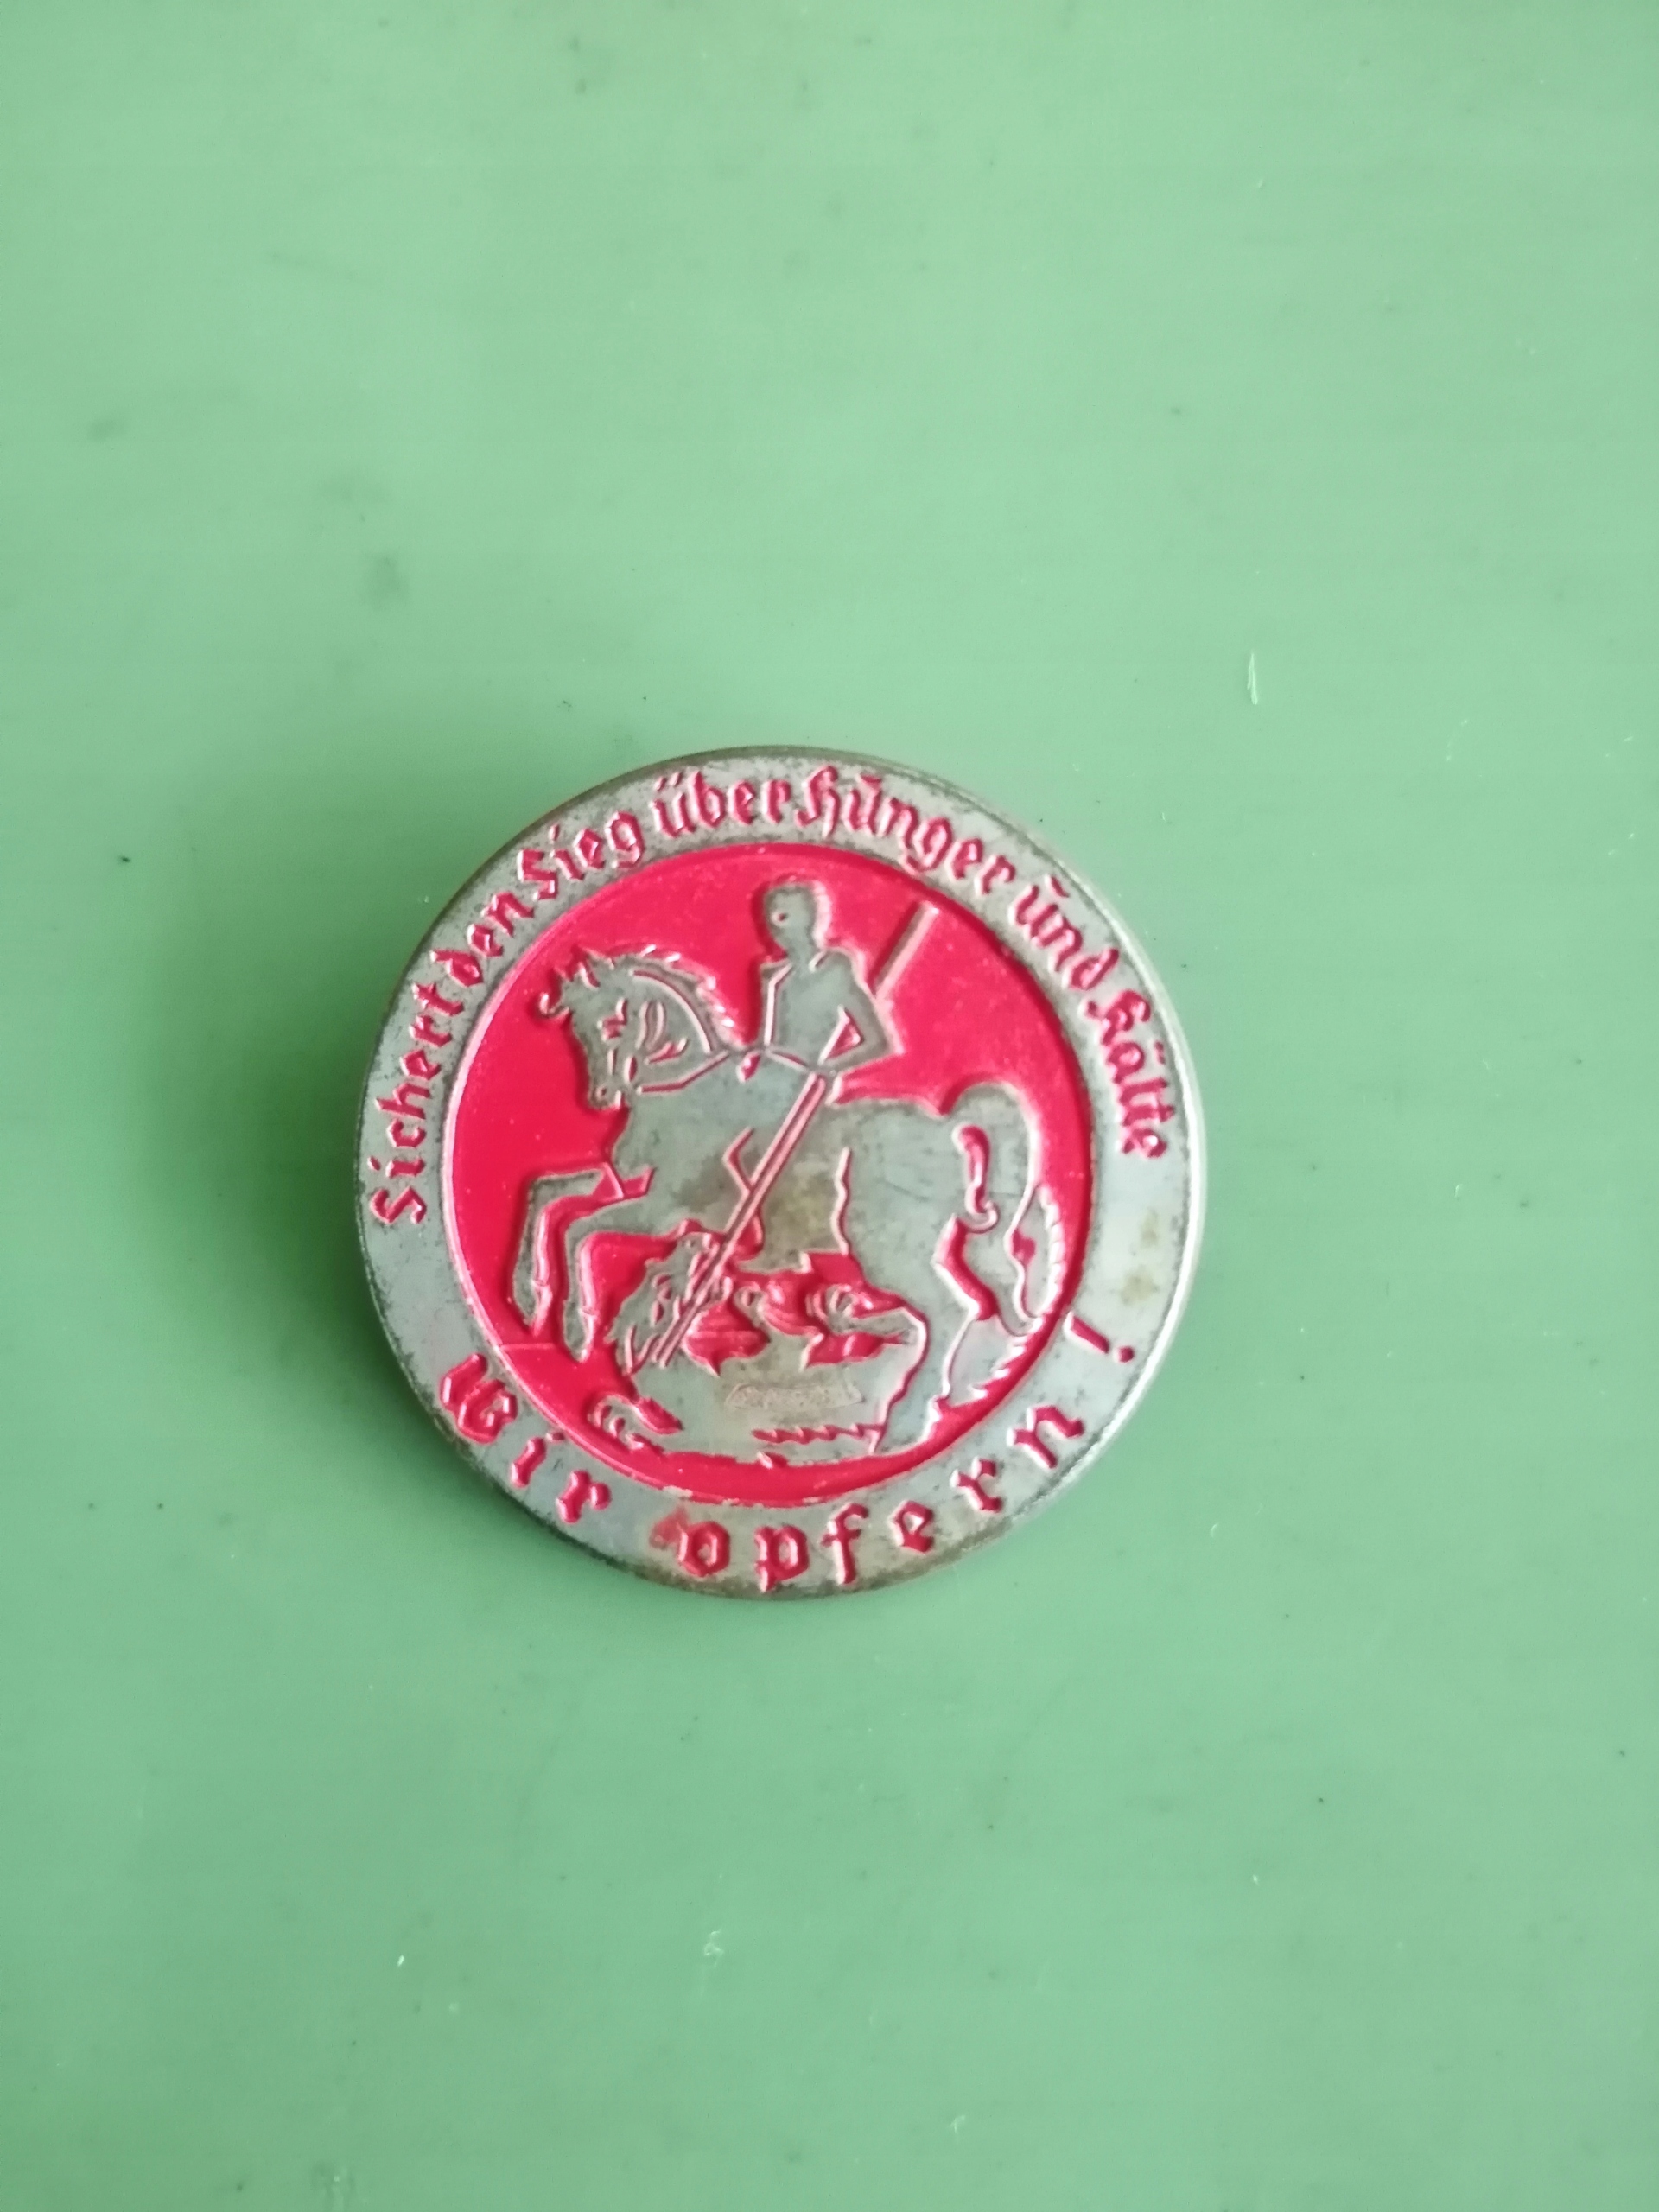 Sichert den Sieg über Hunger und Kälte
Wir opfern!